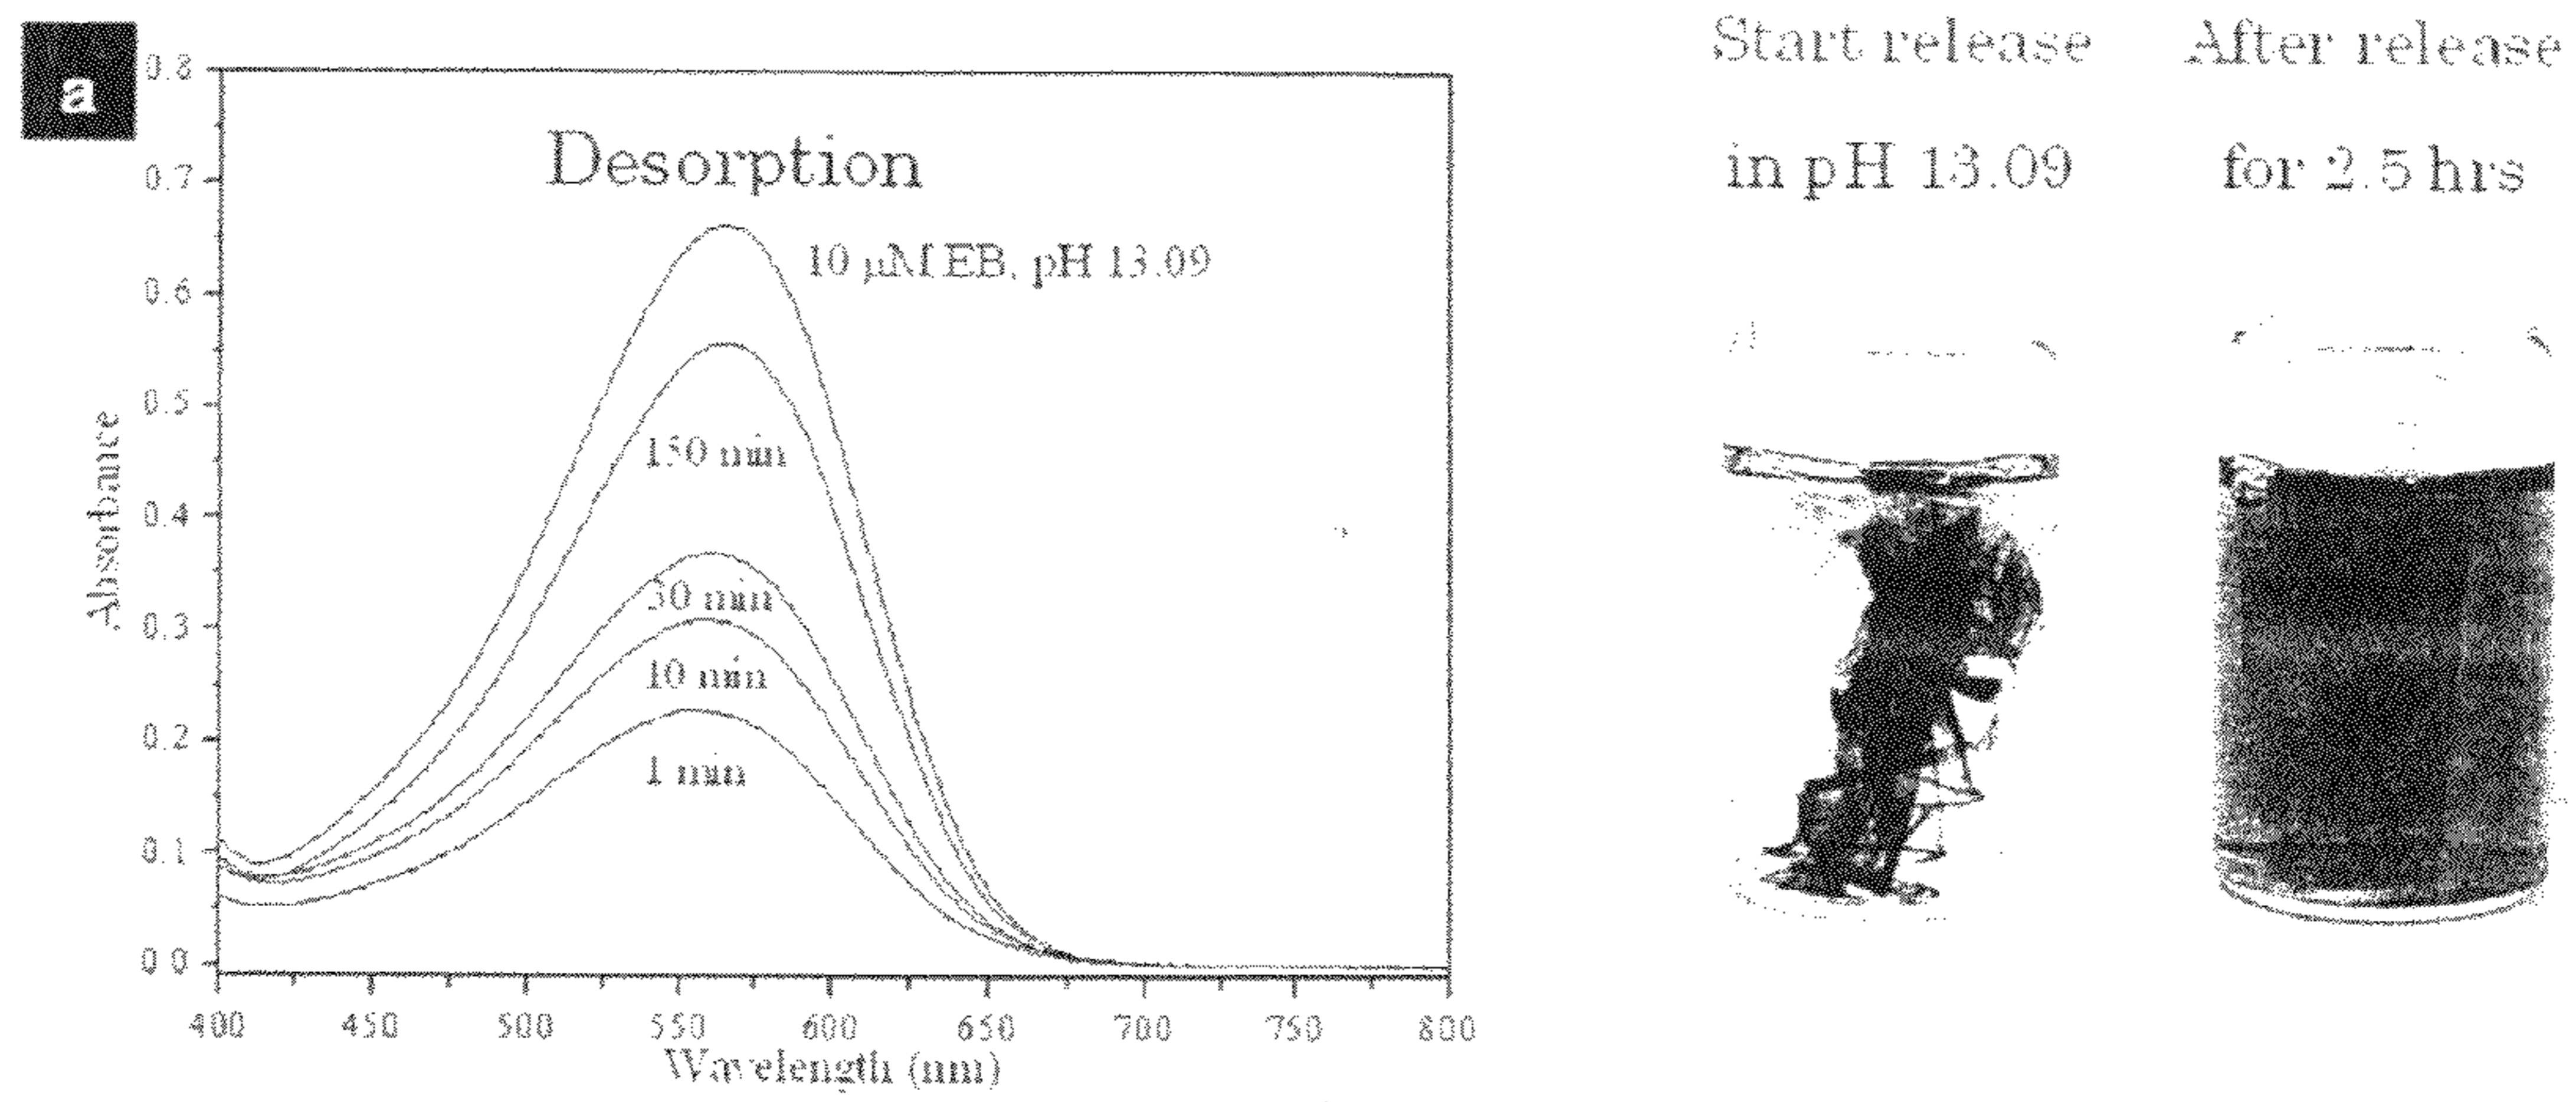 a
Desorption
10 μM EB, pH 13.09
150 min
30 min
10 min
1 min
0.8
0.7
0.6
0.5
0.4
0.3
0.2
0.1
0.0
Absorbance
400 450 500 550 600 650 700 750 800
Wavelength (nm)
Start release
in pH 13.09
After release
for 2.5 hrs